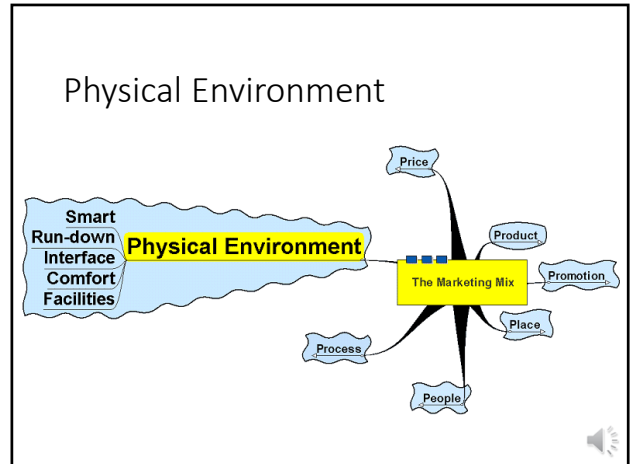 Physical Environment
Price
Smart
Run-down
Interface
Comfort
Facilities
Physical Environment
Product
The Marketing Mix
Promotion
Place
Process
People